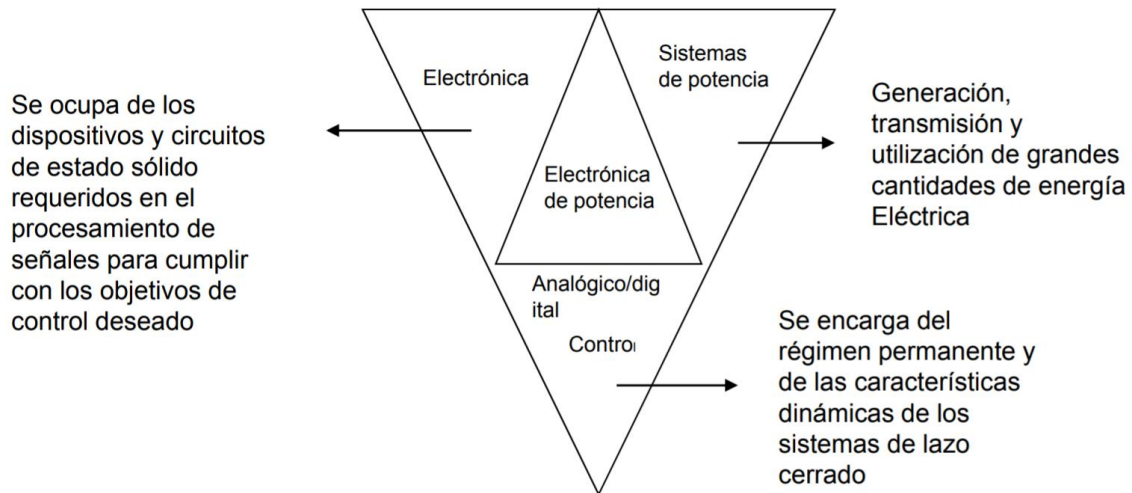 Electrónica
Sistemas
de potencia
Se ocupa de los
dispositivos y circuitos
de estado sólido
requeridos en el
procesamiento de
señales para cumplir
con los objetivos de
control deseado
Generación,
transmisión y
utilización de grandes
cantidades de energía
Eléctrica
Electrónica
de potencia
Analógico/dig
ital
Control
Se encarga del
régimen permanente y
de las características
dinámicas de los
sistemas de lazo
cerrado